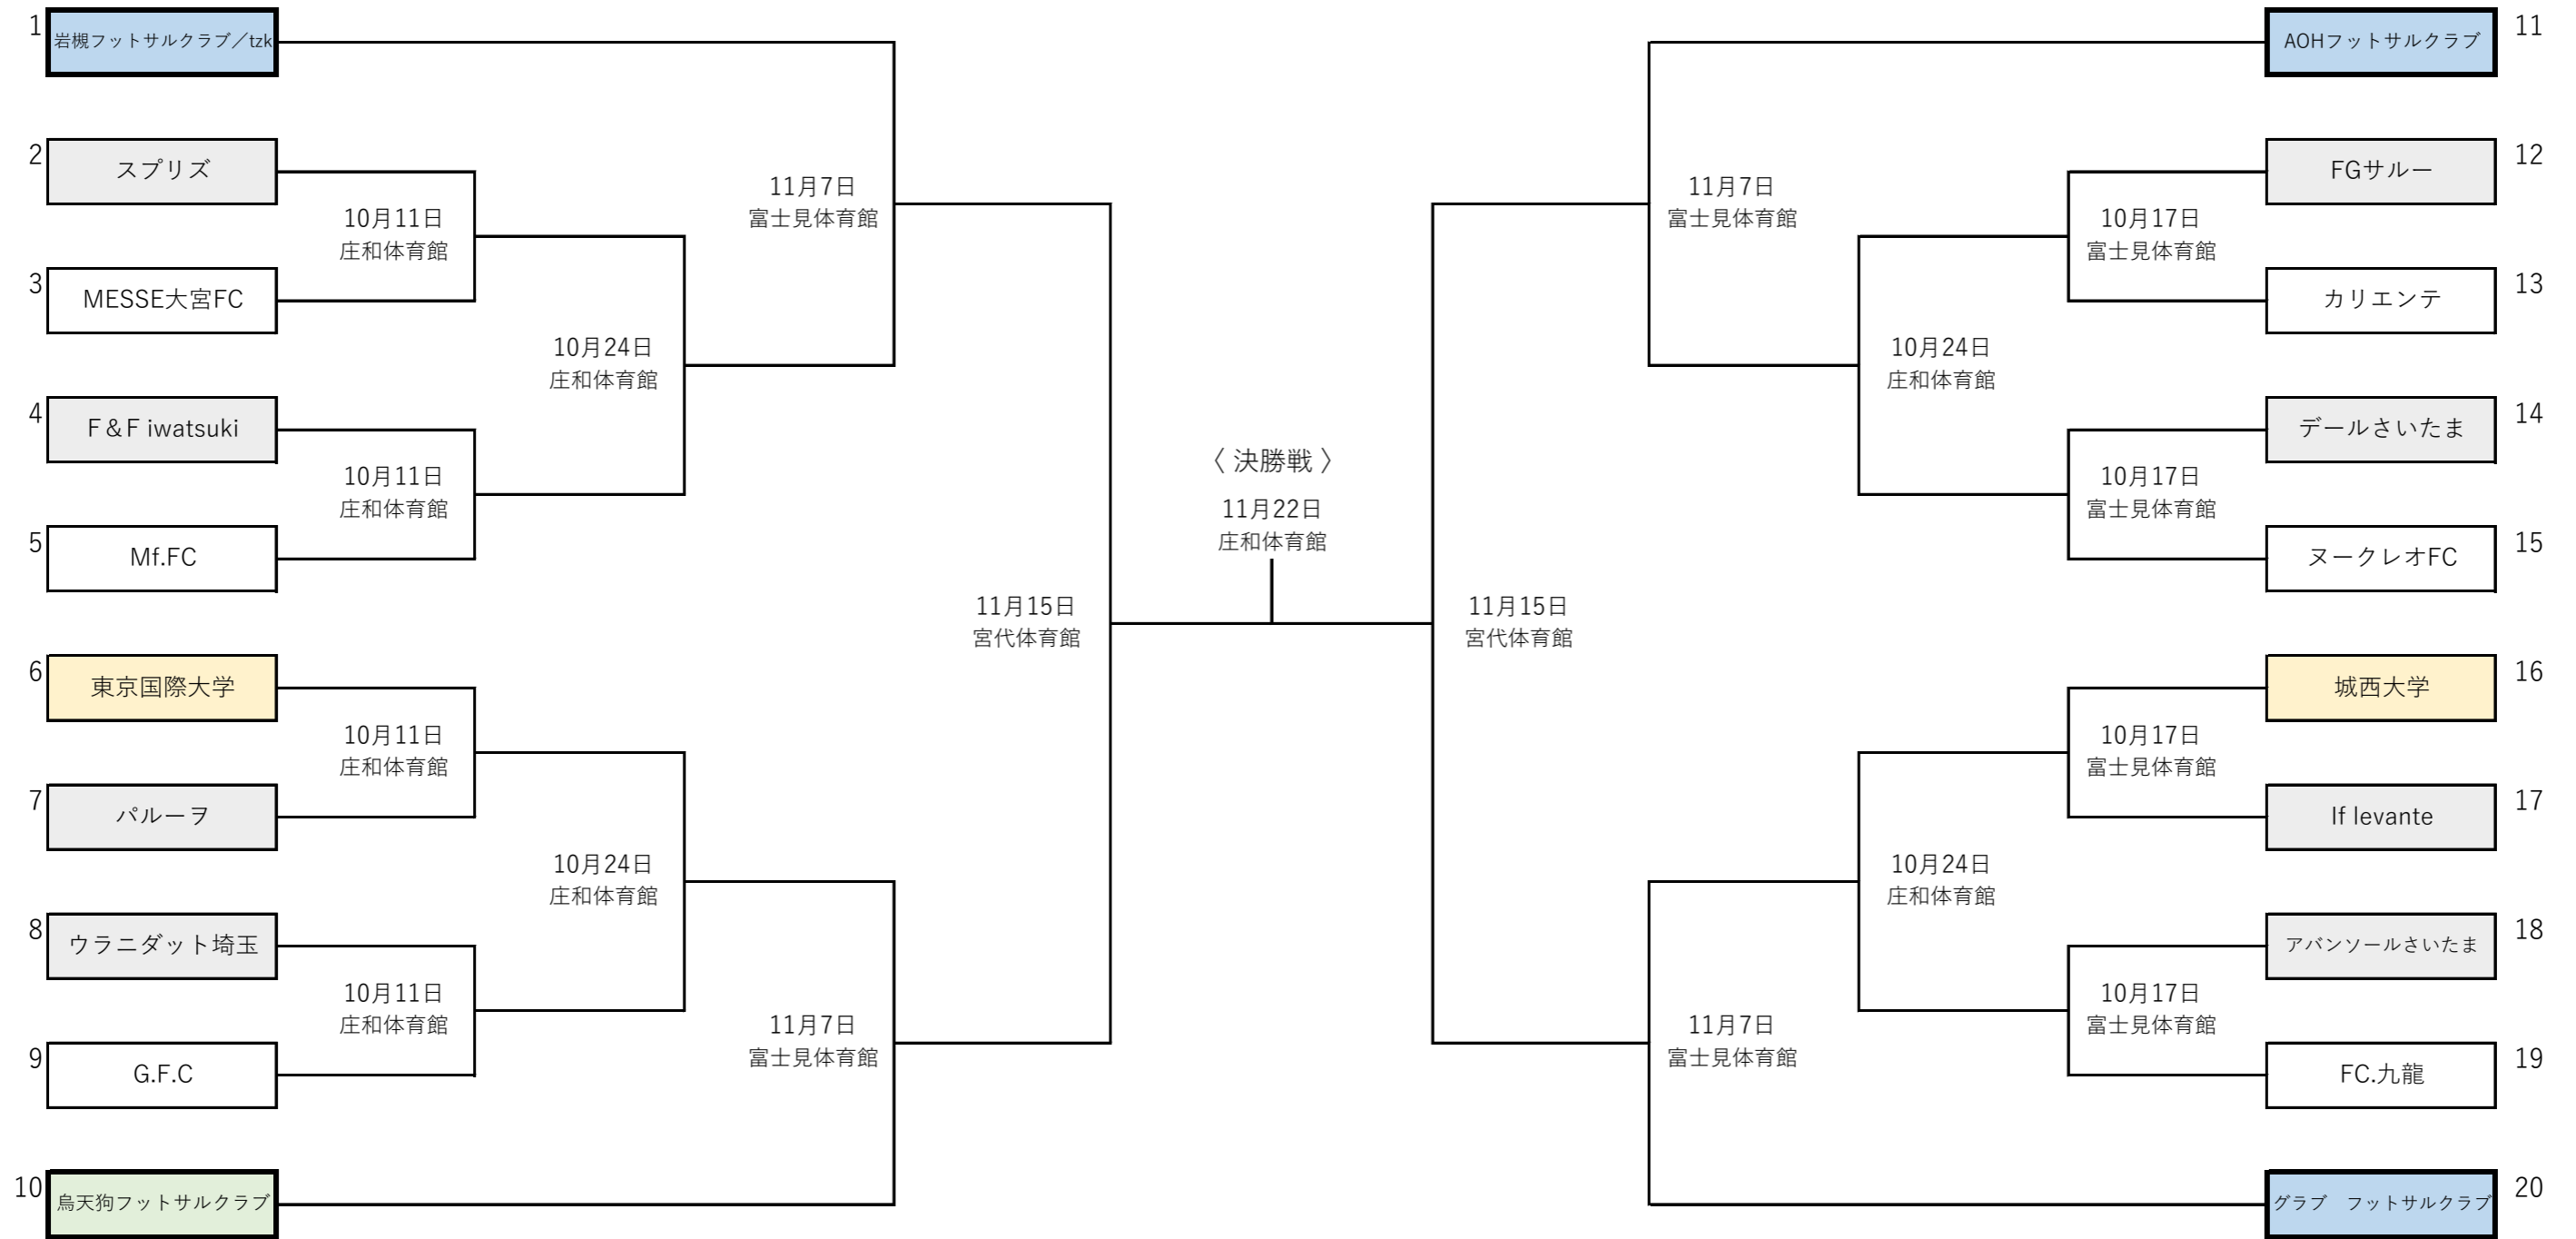 1
岩槻フットサルクラブ／tzk
2
スプリズ
10月11日
庄和体育館
3
MESSE大宮FC
10月24日
庄和体育館
4
F＆F iwatsuki
10月11日
庄和体育館
5
Mf.FC
11月7日
富士見体育館
6
東京国際大学
10月11日
庄和体育館
7
パルーヲ
10月24日
庄和体育館
8
ウラニダット埼玉
10月11日
庄和体育館
9
G.F.C
11月7日
富士見体育館
10
烏天狗フットサルクラブ
11月15日
宮代体育館
〈 決勝戦 〉
11月22日
庄和体育館
11月15日
宮代体育館
AOHフットサルクラブ
11
11月7日
富士見体育館
FGサルー
12
10月17日
富士見体育館
カリエンテ
13
10月24日
庄和体育館
デールさいたま
14
10月17日
富士見体育館
ヌークレオFC
15
城西大学
16
10月17日
富士見体育館
If levante
17
10月24日
庄和体育館
アバンソールさいたま
18
10月17日
富士見体育館
FC.九龍
19
11月7日
富士見体育館
グラブ　フットサルクラブ
20